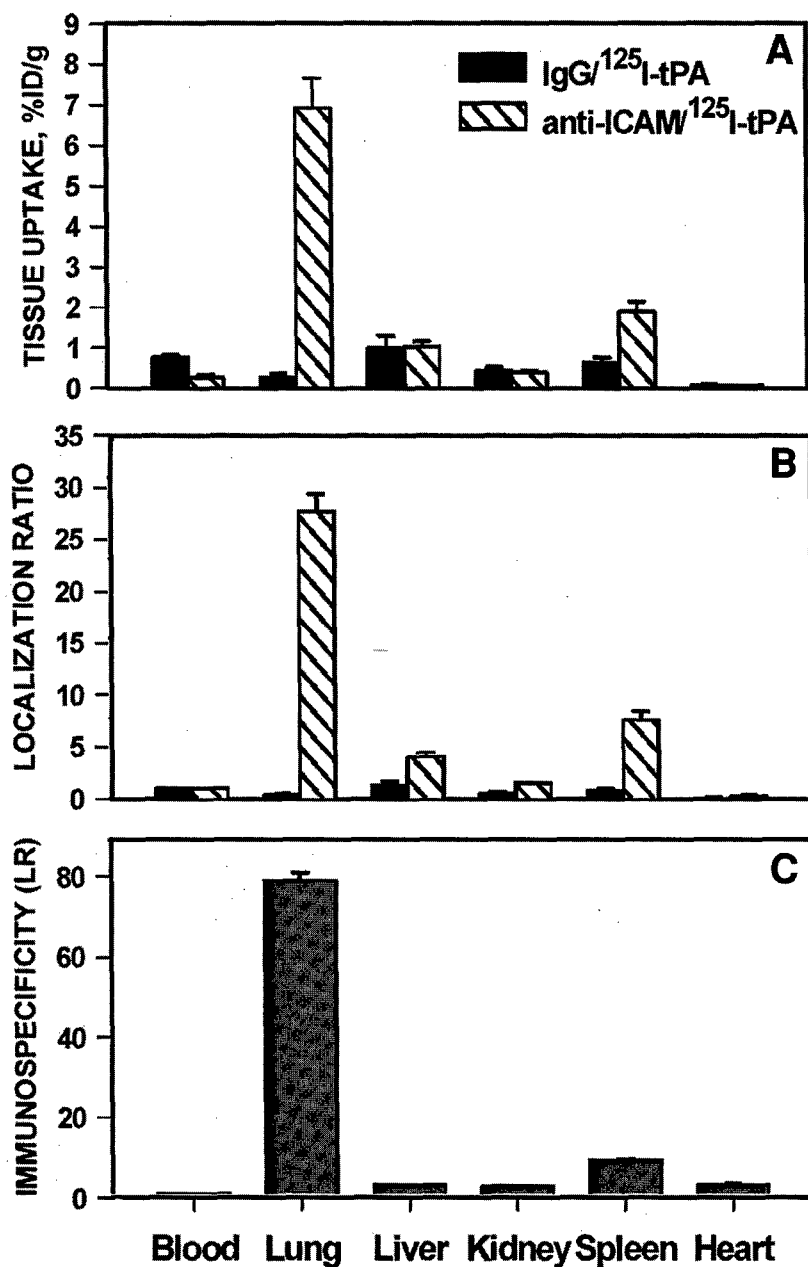 A
IgG/¹²⁵I-tPA
anti-ICAM/¹²⁵I-tPA
TISSUE UPTAKE, %ID/g
9
8
7
6
5
4
3
2
1
0
B
LOCALIZATION RATIO
35
30
25
20
15
10
5
0
C
IMMUNOSPECIFICITY (LR)
80
60
40
20
0
Blood Lung Liver Kidney Spleen Heart